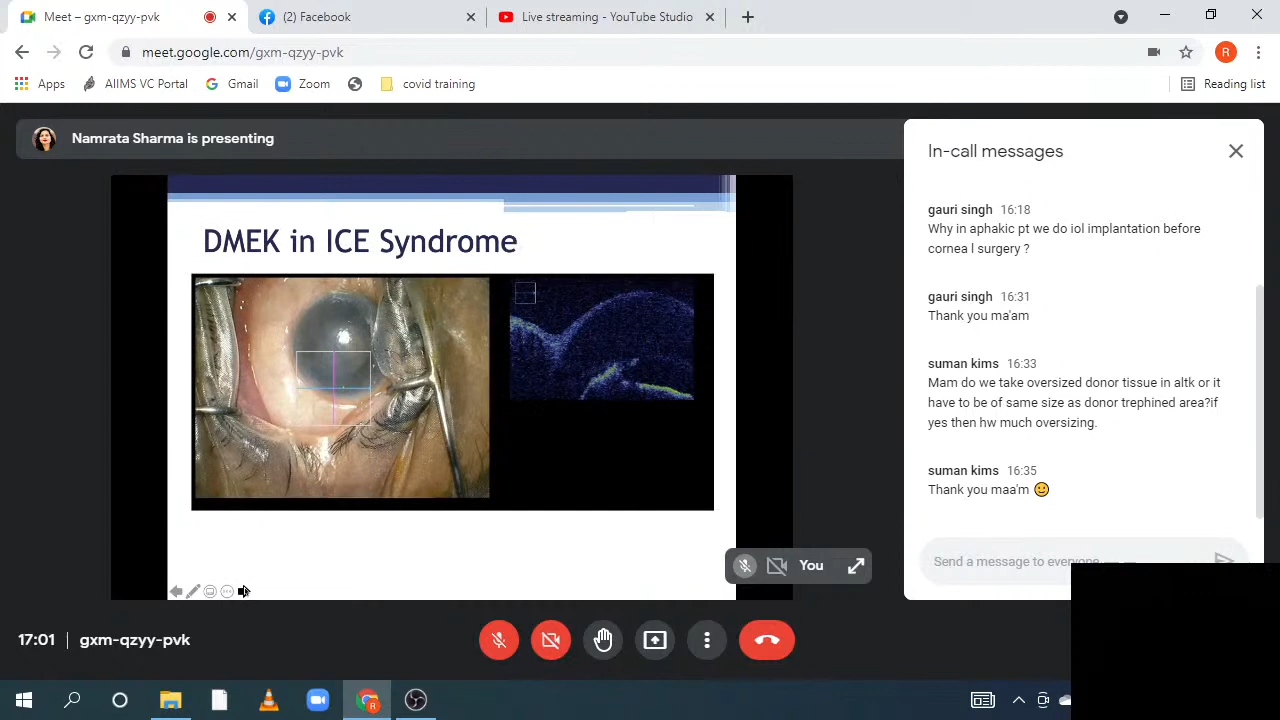 Meet – gxm-qzyy-pvk
(2) Facebook
Live streaming - YouTube Studio
meet.google.com/gxm-qzyy-pvk
R
Apps
AIIMS VC Portal
Gmail
Zoom
covid training
Reading list
Namrata Sharma is presenting
DMEK in ICE Syndrome
You
In-call messages
gauri singh 16:18
Why in aphakic pt we do iol implantation before
cornea l surgery ?
gauri singh 16:31
Thank you ma'am
suman kims 16:33
Mam do we take oversized donor tissue in altk or it
have to be of same size as donor trephined area?if
yes then hw much oversizing.
suman kims 16:35
Thank you maa'm 🙂
Send a message to everyone
17:01 | gxm-qzyy-pvk
R